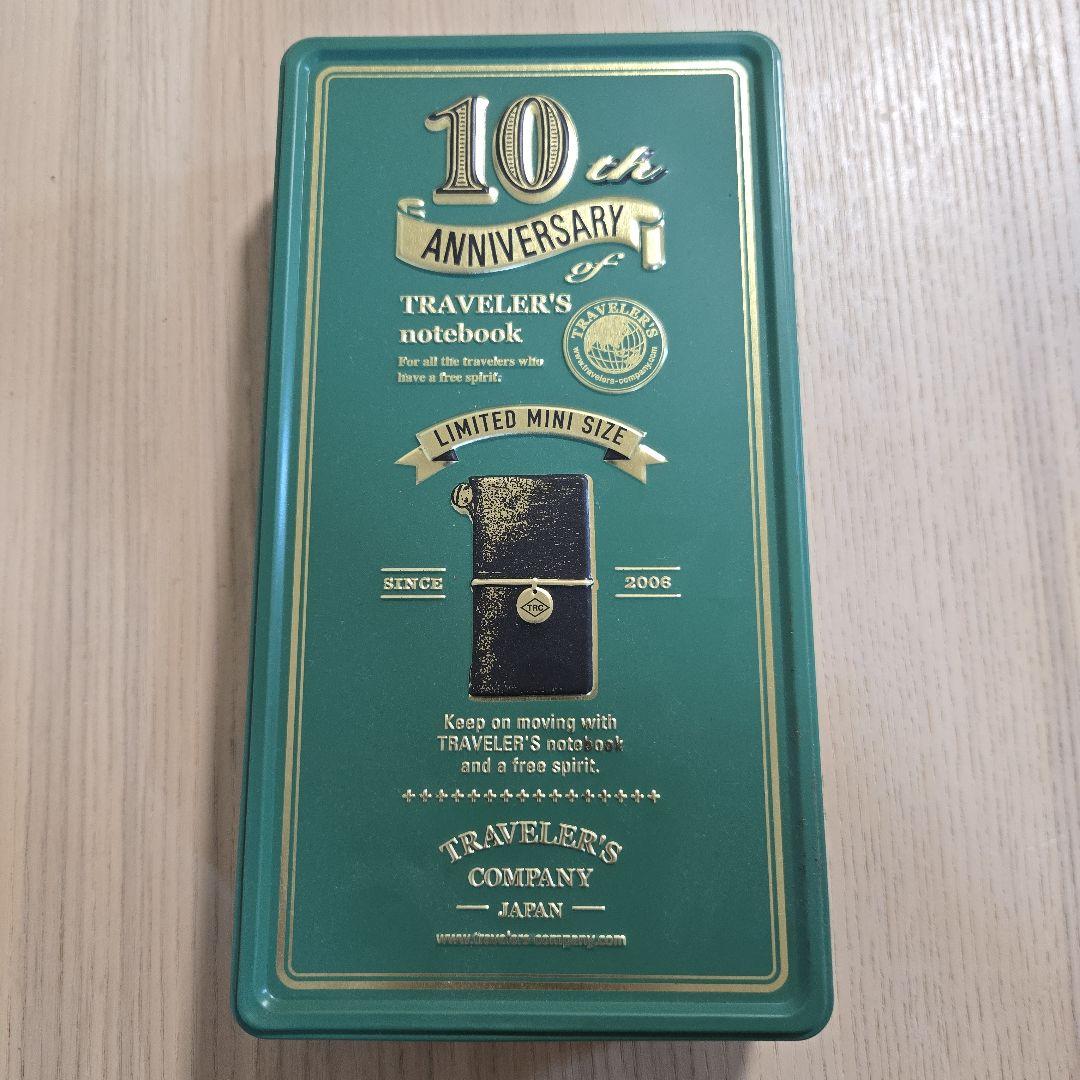 10th
ANNIVERSARY
of
TRAVELER'S
notebook
For all the travelers who
have a free spirit.
TRAVELER'S
www.travelers-company.com
LIMITED MINI SIZE
SINCE
2006
TRC
Keep on moving with
TRAVELER'S notebook
and a free spirit.
TRAVELER'S
COMPANY
JAPAN
www.travelers-company.com